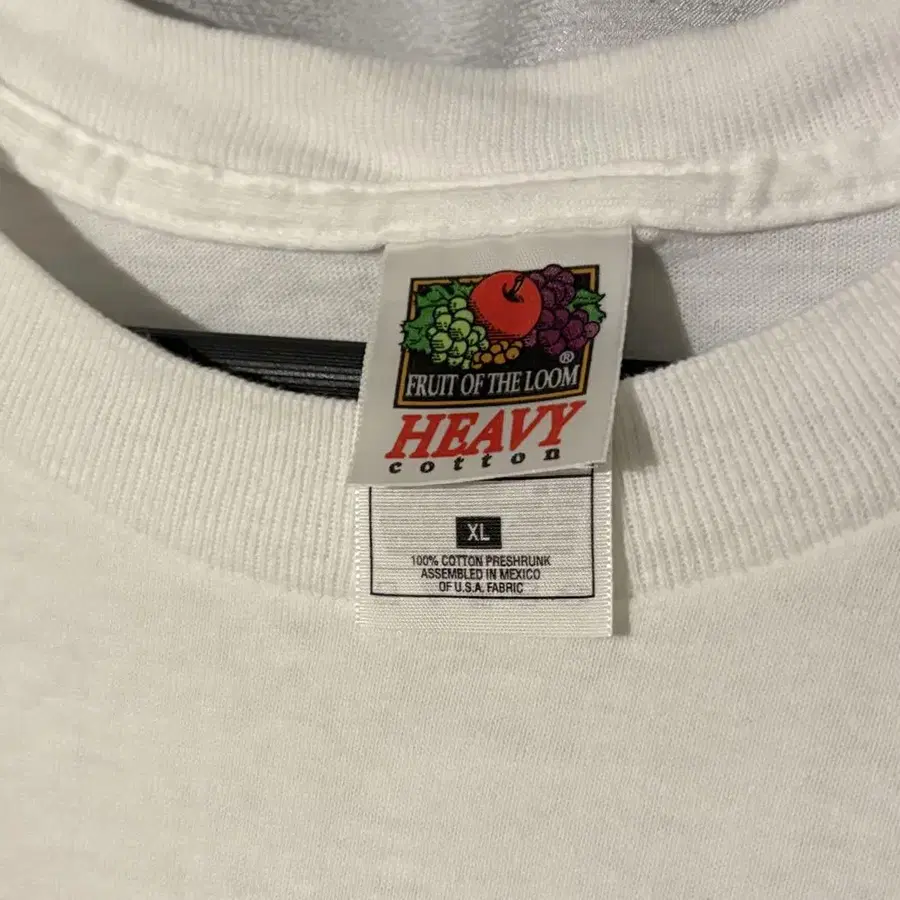 ®
FRUIT OF THE LOOM
HEAVY
cotton
XL
100% COTTON PRESHRUNK
ASSEMBLED IN MEXICO
OF U.S.A. FABRIC